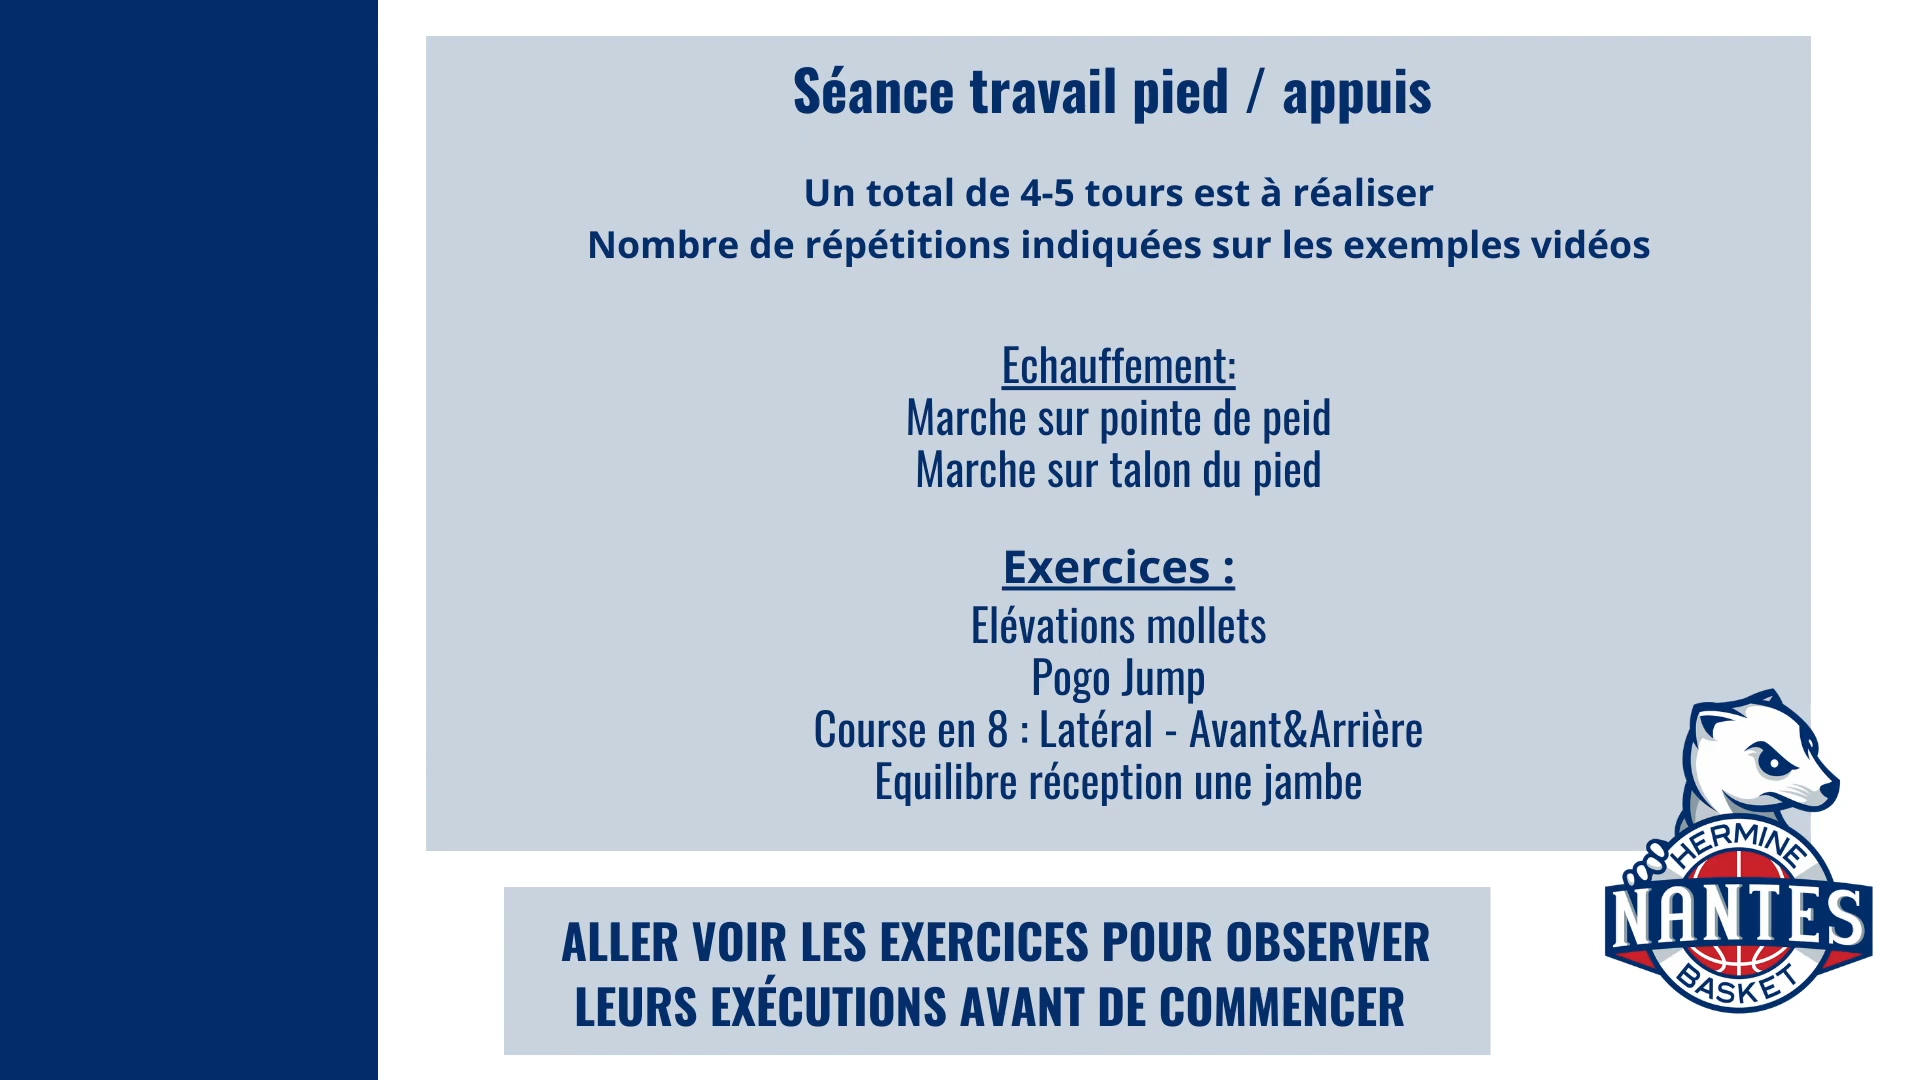 Séance travail pied / appuis
Un total de 4-5 tours est à réaliser
Nombre de répétitions indiquées sur les exemples vidéos
Echauffement:
Marche sur pointe de peid
Marche sur talon du pied
Exercices :
Elévations mollets
Pogo Jump
Course en 8 : Latéral - Avant&Arrière
Equilibre réception une jambe
HERMINE
NANTES
BASKET
ALLER VOIR LES EXERCICES POUR OBSERVER
LEURS EXÉCUTIONS AVANT DE COMMENCER